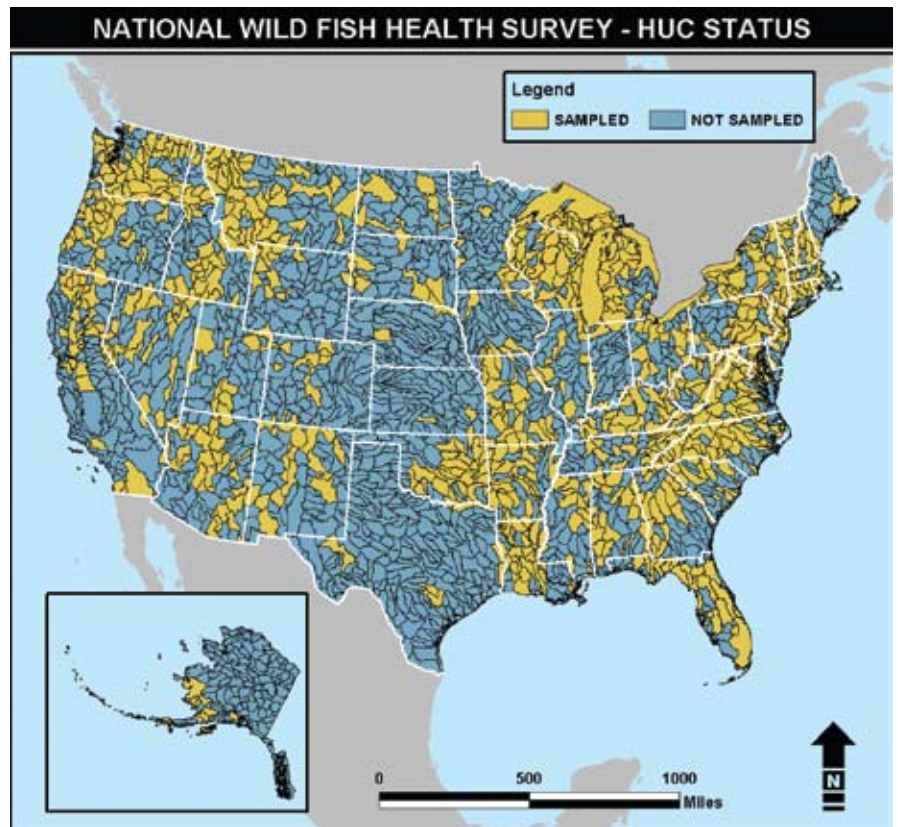 NATIONAL WILD FISH HEALTH SURVEY - HUC STATUS
Legend
SAMPLED NOT SAMPLED
0 500 1000
Miles
N